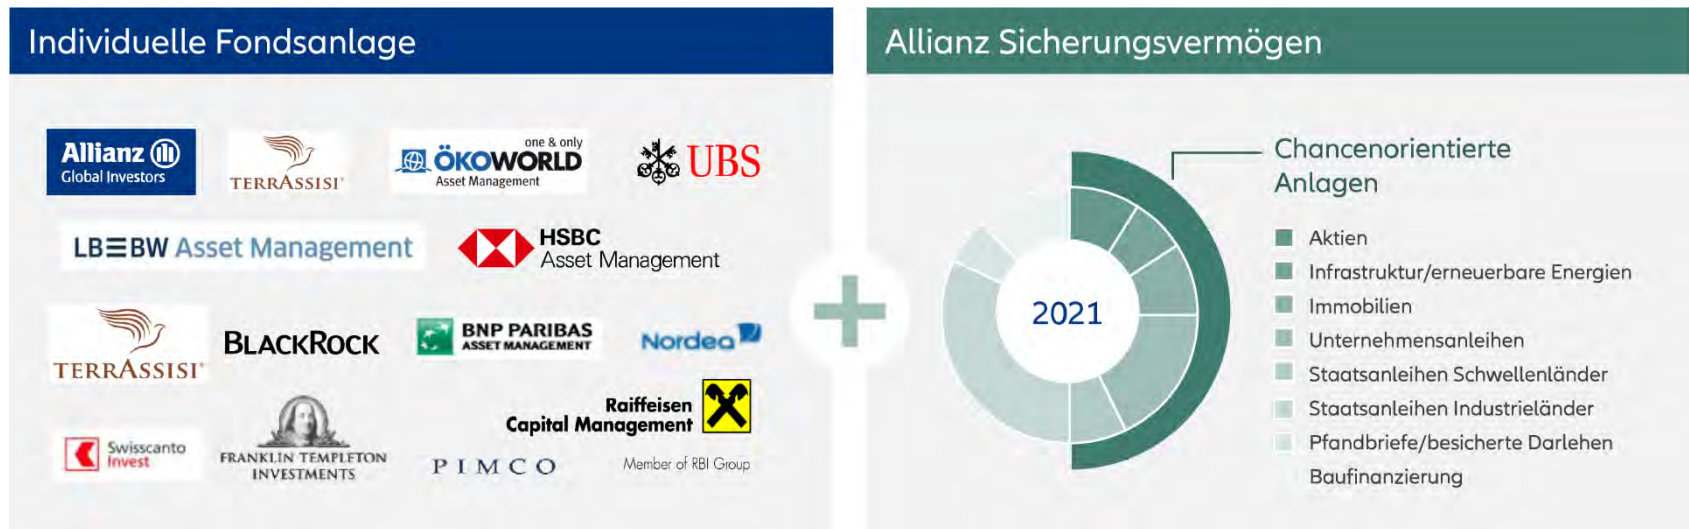 Individuelle Fondsanlage
Allianz
Global Investors
TERRASSISI
one & only
ÖKOWORLD
Asset Management
UBS
LBBW Asset Management
HSBC
Asset Management
TERRASSISI
BLACKROCK
BNP PARIBAS
ASSET MANAGEMENT
Nordea
Swisscanto
Invest
FRANKLIN TEMPLETON
INVESTMENTS
PIMCO
Raiffeisen
Capital Management
Member of RBI Group
Allianz Sicherungsvermögen
2021
Chancenorientierte
Anlagen
Aktien
Infrastruktur/erneuerbare Energien
Immobilien
Unternehmensanleihen
Staatsanleihen Schwellenländer
Staatsanleihen Industrieländer
Pfandbriefe/besicherte Darlehen
Baufinanzierung